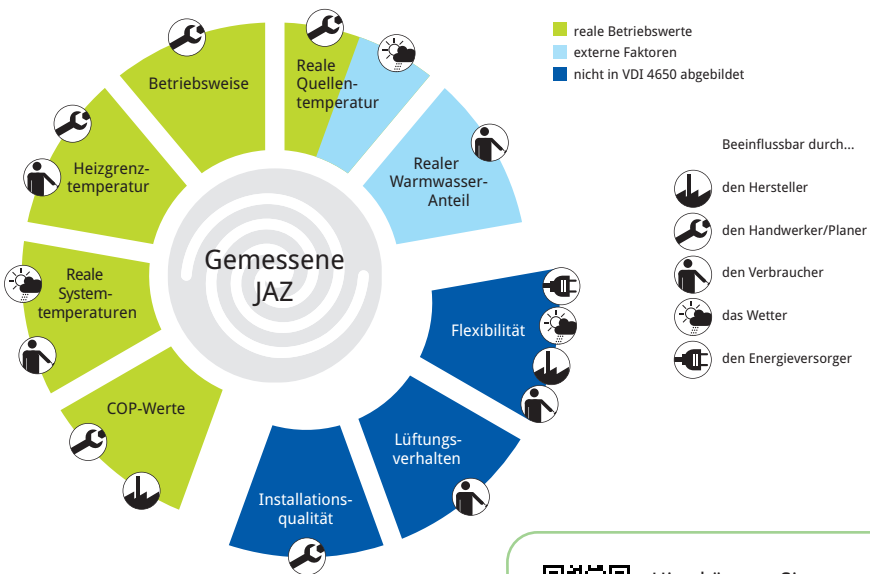 Betriebsweise
Reale
Quellen-
temperatur
Realer
Warmwasser-
Anteil
Heizgrenz-
temperatur
Reale
System-
temperaturen
COP-Werte
Gemessene
JAZ
Flexibilität
Lüftungs-
verhalten
Installations-
qualität
reale Betriebswerte
externe Faktoren
nicht in VDI 4650 abgebildet
Beeinflussbar durch...
den Hersteller
den Handwerker/Planer
den Verbraucher
das Wetter
den Energieversorger